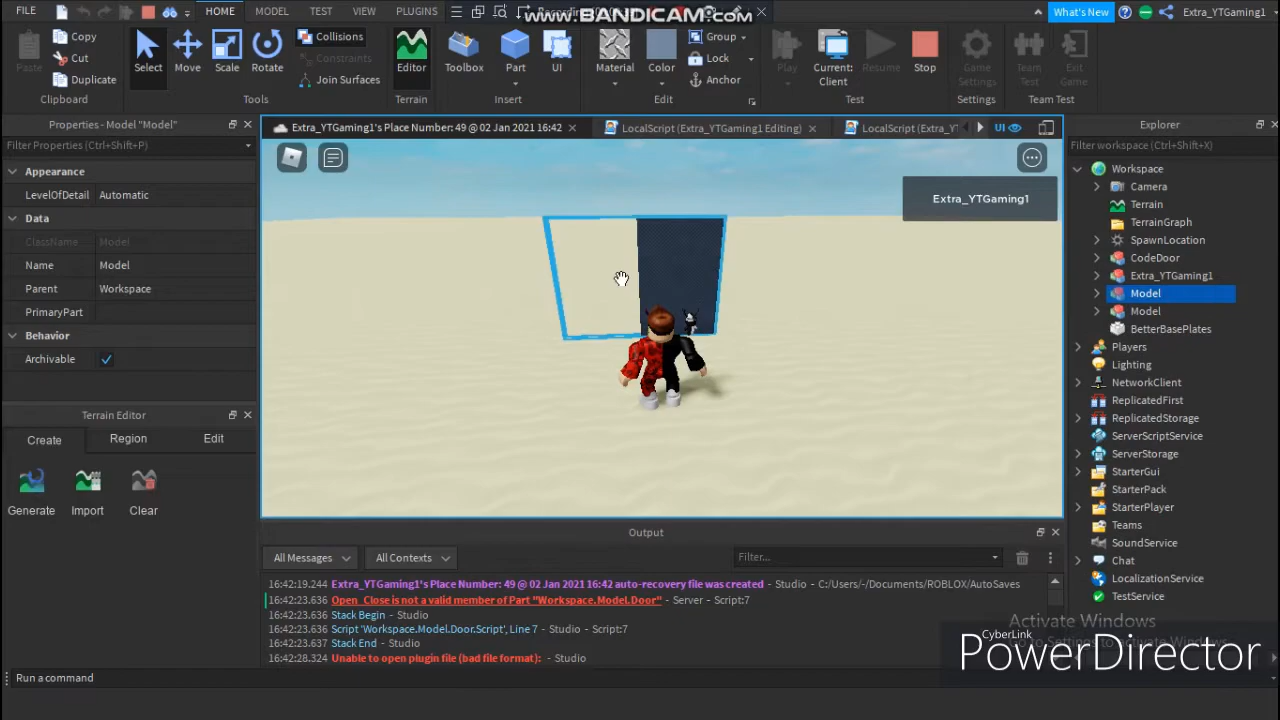 FILE HOME MODEL TEST VIEW PLUGINS
www.BANDICAM.com
What's New Extra_YTGaming1
Paste Copy Cut Duplicate
Clipboard
Select Move Scale Rotate
Collisions
Constraints
Join Surfaces
Tools
Editor
Terrain
Toolbox Part UI
Insert
Material Color
Group
Lock
Anchor
Edit
Play Current: Client Resume Stop
Test
Game Settings
Settings
Team Test Exit Game
Team Test
Properties - Model "Model"
Filter Properties (Ctrl+Shift+P)
Appearance
LevelOfDetail Automatic
Data
ClassName Model
Name Model
Parent Workspace
PrimaryPart
Behavior
Archivable
Terrain Editor
Create Region Edit
Generate Import Clear
Extra_YTGaming1's Place Number: 49 @ 02 Jan 2021 16:42
LocalScript (Extra_YTGaming1 Editing)
LocalScript (Extra_Y
UI
Extra_YTGaming1
Output
All Messages All Contexts Filter...
16:42:19.244 Extra_YTGaming1's Place Number: 49 @ 02 Jan 2021 16:42 auto-recovery file was created - Studio - C:/Users/-/Documents/ROBLOX/AutoSaves
16:42:23.636 Open_Close is not a valid member of Part "Workspace.Model.Door" - Server - Script:7
16:42:23.636 Stack Begin - Studio
16:42:23.637 Script 'Workspace.Model.Door.Script', Line 7 - Studio - Script:7
16:42:23.637 Stack End - Studio
16:42:28.324 Unable to open plugin file (bad file format): - Studio
Run a command
Explorer
Filter workspace (Ctrl+Shift+X)
Workspace
Camera
Terrain
TerrainGraph
SpawnLocation
CodeDoor
Extra_YTGaming1
Model
Model
BetterBasePlates
Players
Lighting
NetworkClient
ReplicatedFirst
ReplicatedStorage
ServerScriptService
ServerStorage
StarterGui
StarterPack
StarterPlayer
Teams
SoundService
Chat
LocalizationService
TestService
Activate Windows
CyberLink
PowerDirector